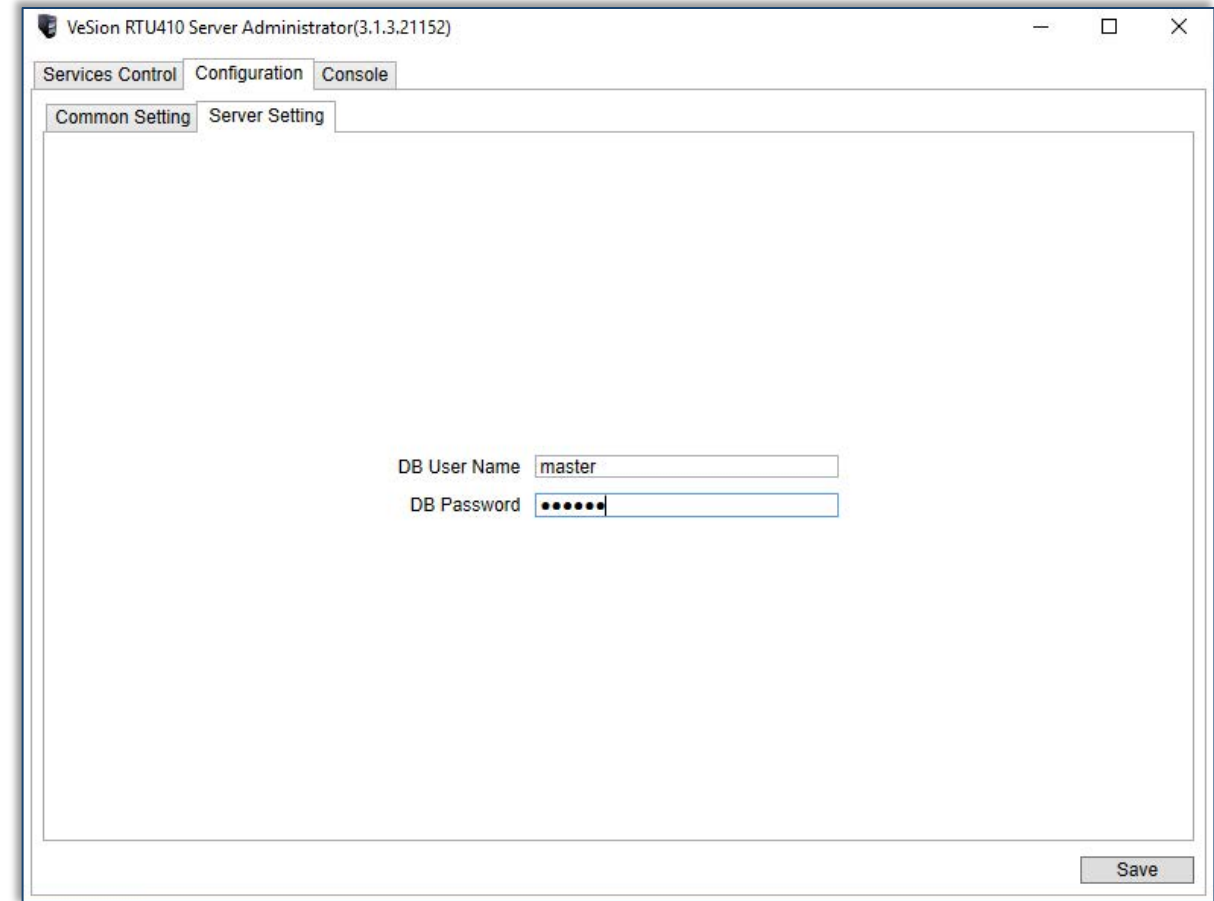 VeSion RTU410 Server Administrator(3.1.3.21152)
Services Control Configuration Console
Common Setting Server Setting
DB User Name master
DB Password ●●●●●●
Save